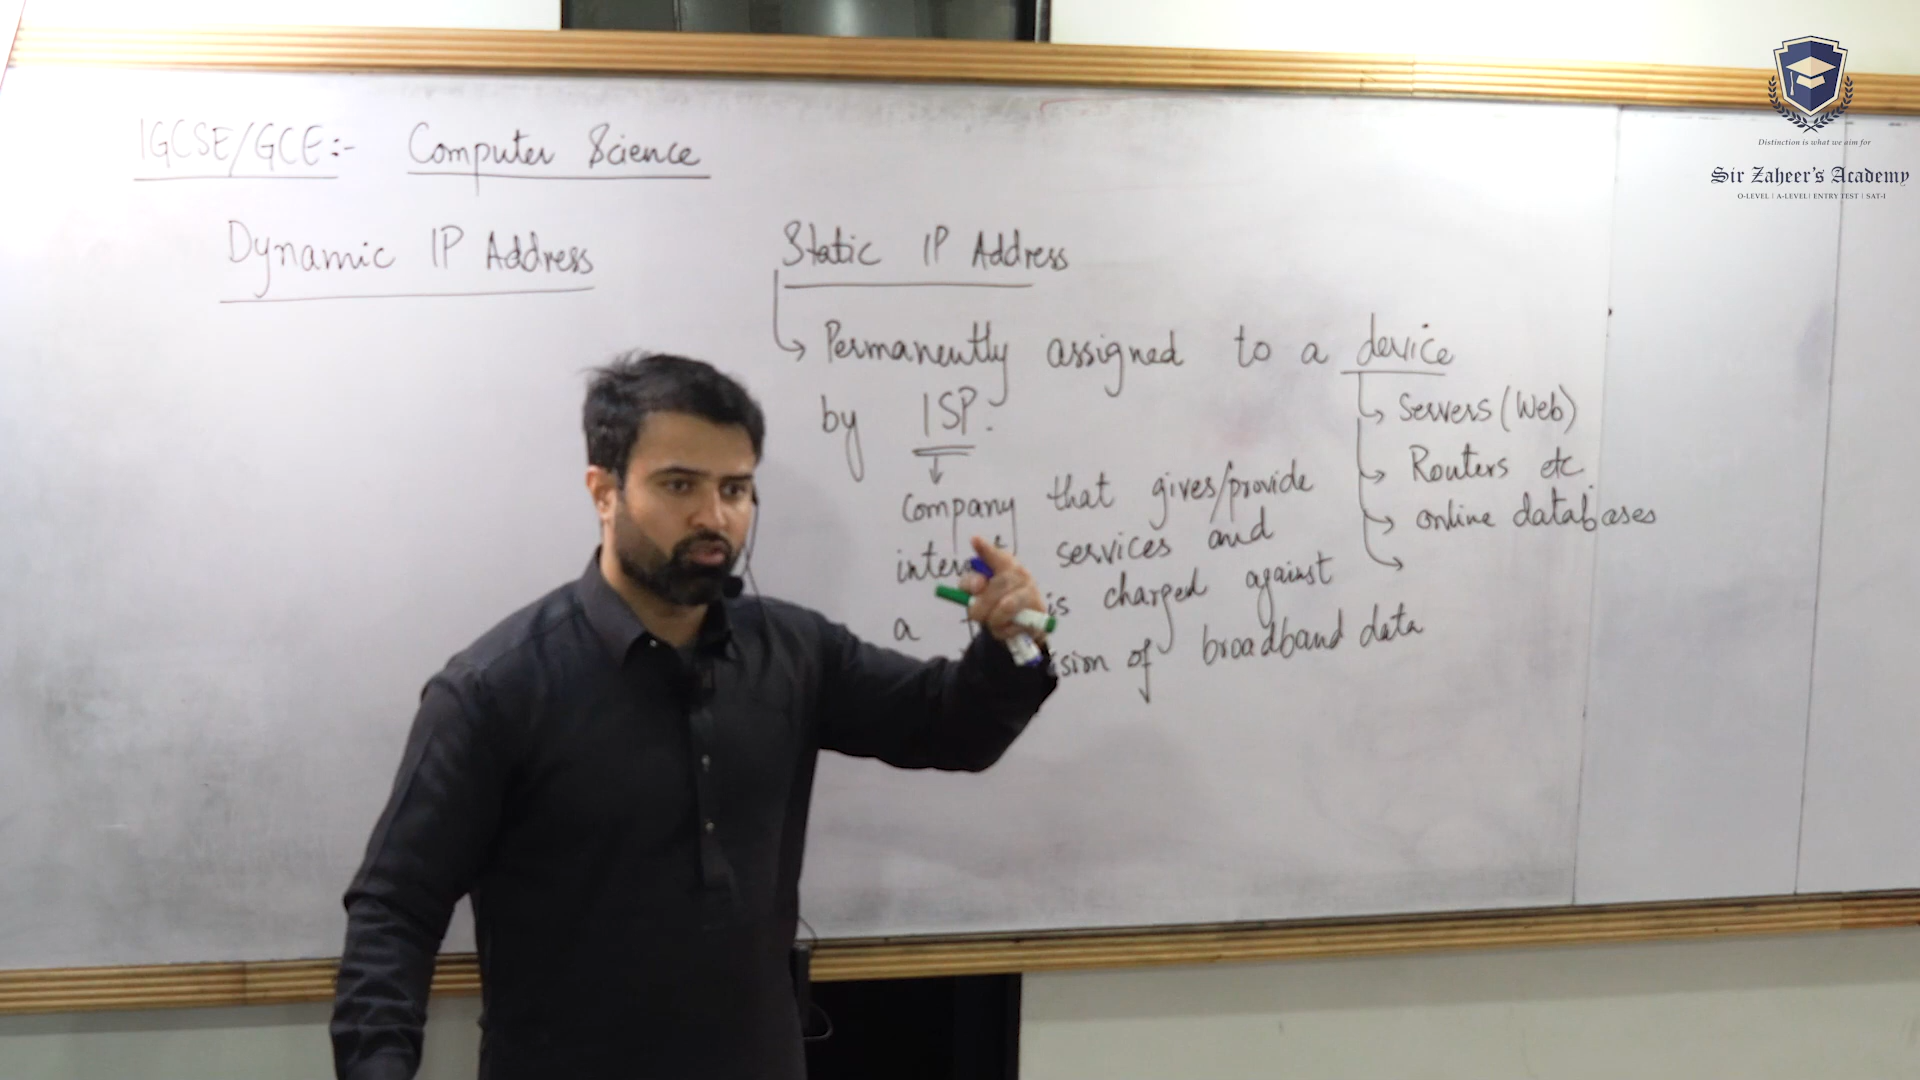 IGCSE/GCE:- Computer Science
Dynamic IP Address
Static IP Address
Permanently assigned to a device
by ISP.
Company that gives/provide
services and
a is charged against
of broadband data
Servers (Web)
Routers etc
online databases
Distinction is what we aim for
Sir Zaheer's Academy
O-LEVEL | A-LEVEL | ENTRY TEST | SAT-I